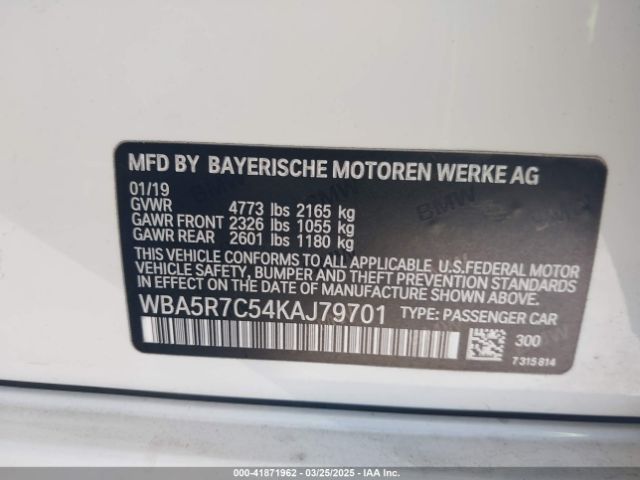 MFD BY BAYERISCHE MOTOREN WERKE AG
01/19
GVWR 4773 lbs 2165 kg
GAWR FRONT 2326 lbs 1055 kg
GAWR REAR 2601 lbs 1180 kg
THIS VEHICLE CONFORMS TO ALL APPLICABLE U.S.FEDERAL MOTOR
VEHICLE SAFETY, BUMPER AND THEFT PREVENTION STANDARDS
IN EFFECT ON THE DATE OF MANUFACTURE SHOWN ABOVE.
WBA5R7C54KAJ79701 TYPE: PASSENGER CAR
300
7315814
000-41871962 - 03/25/2025 - IAA Inc.